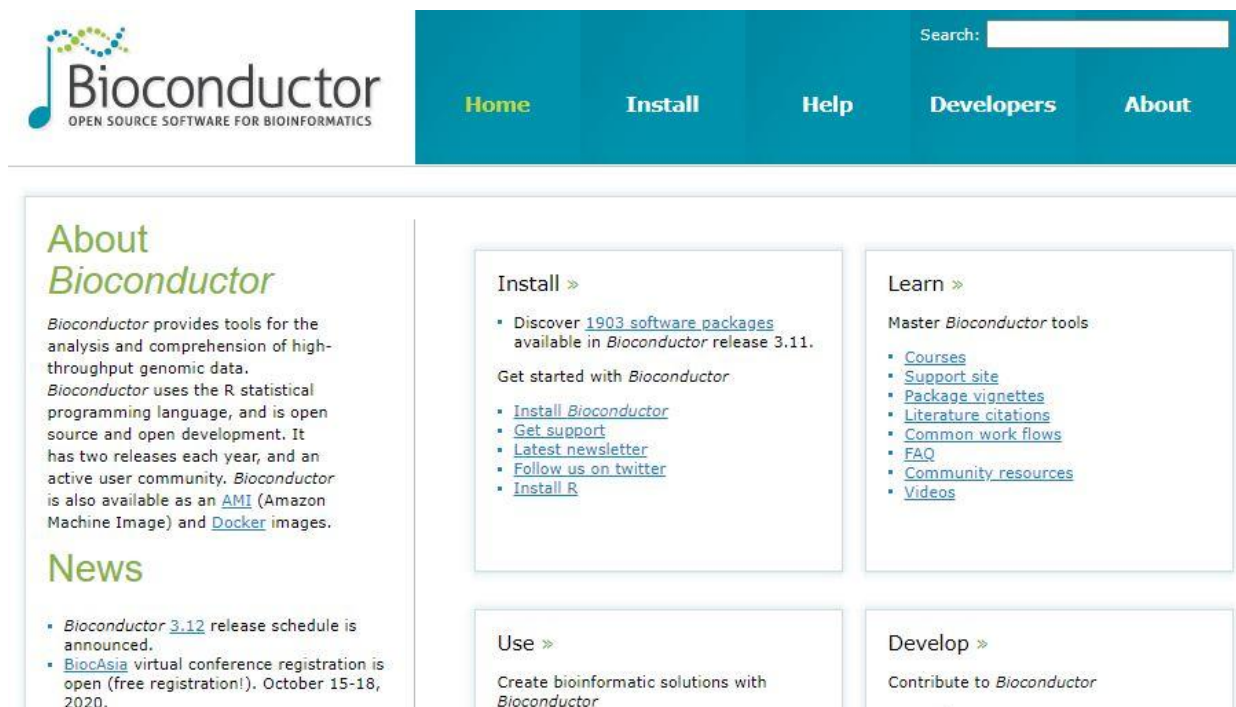 Bioconductor
OPEN SOURCE SOFTWARE FOR BIOINFORMATICS
Search:
Home Install Help Developers About
About
Bioconductor
Bioconductor provides tools for the
analysis and comprehension of high-
throughput genomic data.
Bioconductor uses the R statistical
programming language, and is open
source and open development. It
has two releases each year, and an
active user community. Bioconductor
is also available as an AMI (Amazon
Machine Image) and Docker images.
News
Bioconductor 3.12 release schedule is
announced.
BiocAsia virtual conference registration is
open (free registration!). October 15-18,
2020.
Install »
Discover 1903 software packages
available in Bioconductor release 3.11.
Get started with Bioconductor
Install Bioconductor
Get support
Latest newsletter
Follow us on twitter
Install R
Learn »
Master Bioconductor tools
Courses
Support site
Package vignettes
Literature citations
Common work flows
FAQ
Community resources
Videos
Use »
Create bioinformatic solutions with
Bioconductor
Develop »
Contribute to Bioconductor